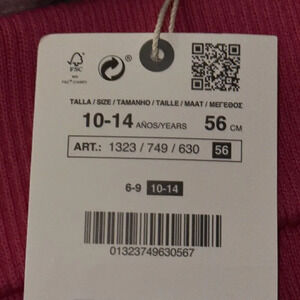 FSC
TALLA / SIZE / TAMANHO / TAILLE / MAAT / ΜΕΓΕΘΟΣ
10-14 AÑOS/YEARS 56 CM
ART.: 1323 / 749 / 630 56
6-9 10-14
01323749630567